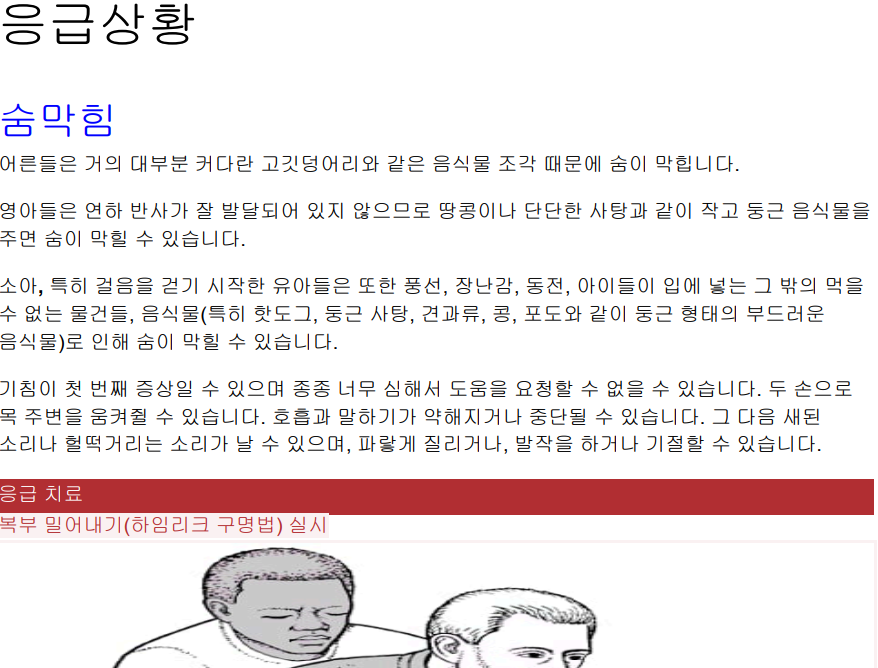 응급상황
숨막힘
어른들은 거의 대부분 커다란 고깃덩어리와 같은 음식물 조각 때문에 숨이 막힙니다.
영아들은 연하 반사가 잘 발달되어 있지 않으므로 땅콩이나 단단한 사탕과 같이 작고 둥근 음식물을
주면 숨이 막힐 수 있습니다.
소아, 특히 걸음을 걷기 시작한 유아들은 또한 풍선, 장난감, 동전, 아이들이 입에 넣는 그 밖의 먹을
수 없는 물건들, 음식물(특히 핫도그, 둥근 사탕, 견과류, 콩, 포도와 같이 둥근 형태의 부드러운
음식물)로 인해 숨이 막힐 수 있습니다.
기침이 첫 번째 증상일 수 있으며 종종 너무 심해서 도움을 요청할 수 없을 수 있습니다. 두 손으로
목 주변을 움켜쥘 수 있습니다. 호흡과 말하기가 약해지거나 중단될 수 있습니다. 그 다음 새된
소리나 헐떡거리는 소리가 날 수 있으며, 파랗게 질리거나, 발작을 하거나 기절할 수 있습니다.
응급 치료
복부 밀어내기(하임리크 구명법) 실시